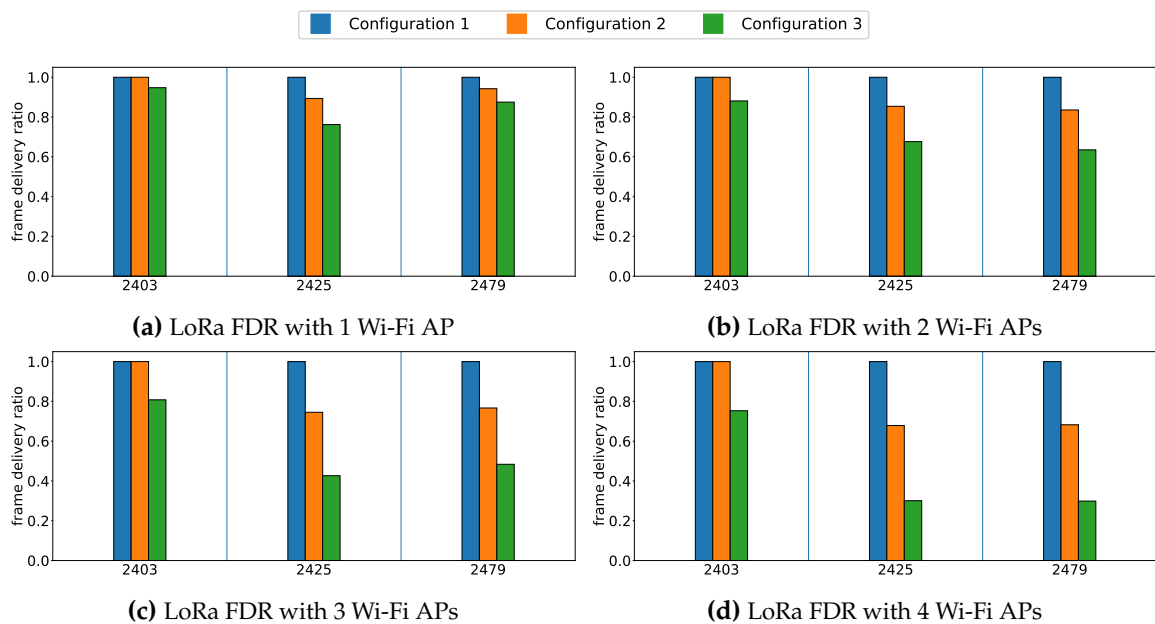 Configuration 1 Configuration 2 Configuration 3
frame delivery ratio
1.0
0.8
0.6
0.4
0.2
0.0
2403 2425 2479
(a) LoRa FDR with 1 Wi-Fi AP
frame delivery ratio
1.0
0.8
0.6
0.4
0.2
0.0
2403 2425 2479
(b) LoRa FDR with 2 Wi-Fi APs
frame delivery ratio
1.0
0.8
0.6
0.4
0.2
0.0
2403 2425 2479
(c) LoRa FDR with 3 Wi-Fi APs
frame delivery ratio
1.0
0.8
0.6
0.4
0.2
0.0
2403 2425 2479
(d) LoRa FDR with 4 Wi-Fi APs